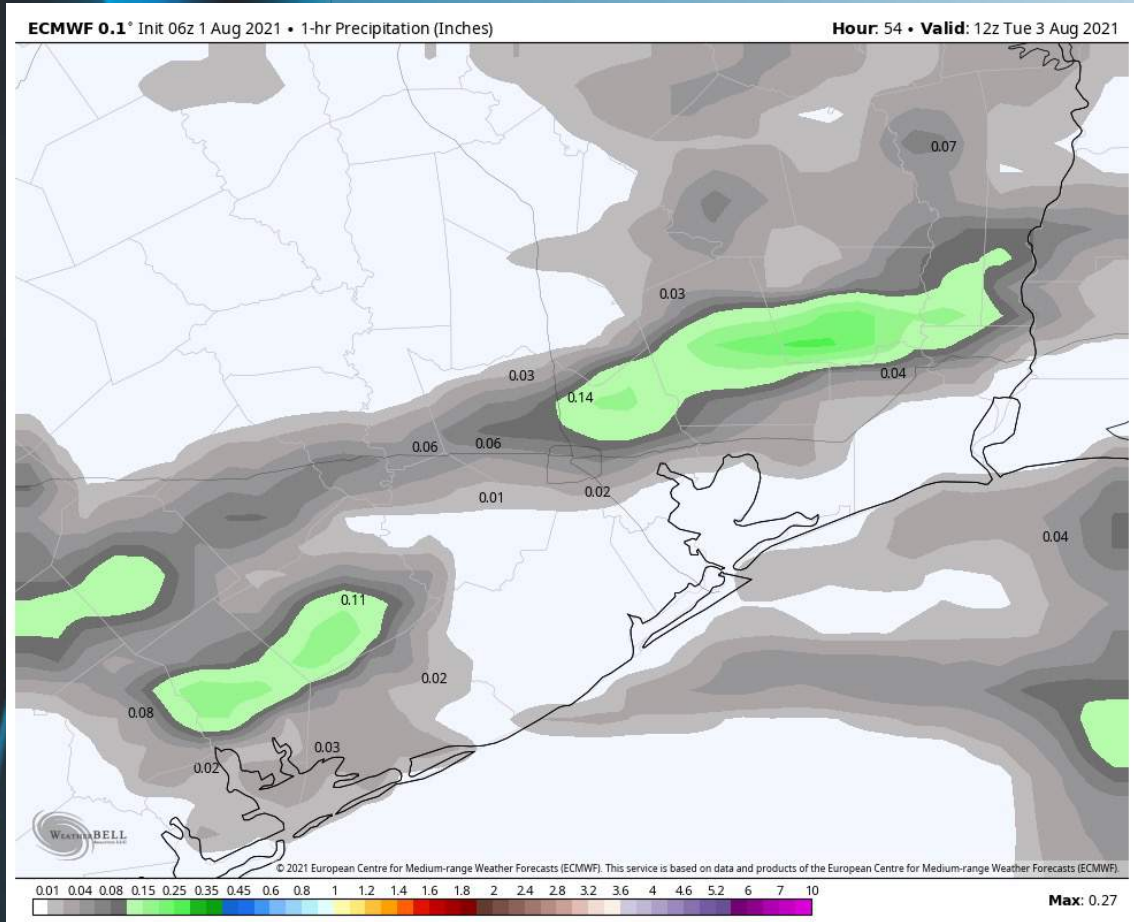 ECMWF 0.1° Init 06z 1 Aug 2021 • 1-hr Precipitation (Inches)
Hour: 54 • Valid: 12z Tue 3 Aug 2021
0.07
0.03
0.03
0.04
0.14
0.06
0.06
0.01
0.02
0.04
0.11
0.02
0.08
0.03
0.02
WEATHERBELL
© 2021 European Centre for Medium-range Weather Forecasts (ECMWF). This service is based on data and products of the European Centre for Medium-range Weather Forecasts (ECMWF).
0.01 0.04 0.08 0.15 0.25 0.35 0.45 0.6 0.8 1 1.2 1.4 1.6 1.8 2 2.4 2.8 3.2 3.6 4 4.6 5.2 6 7 10
Max: 0.27